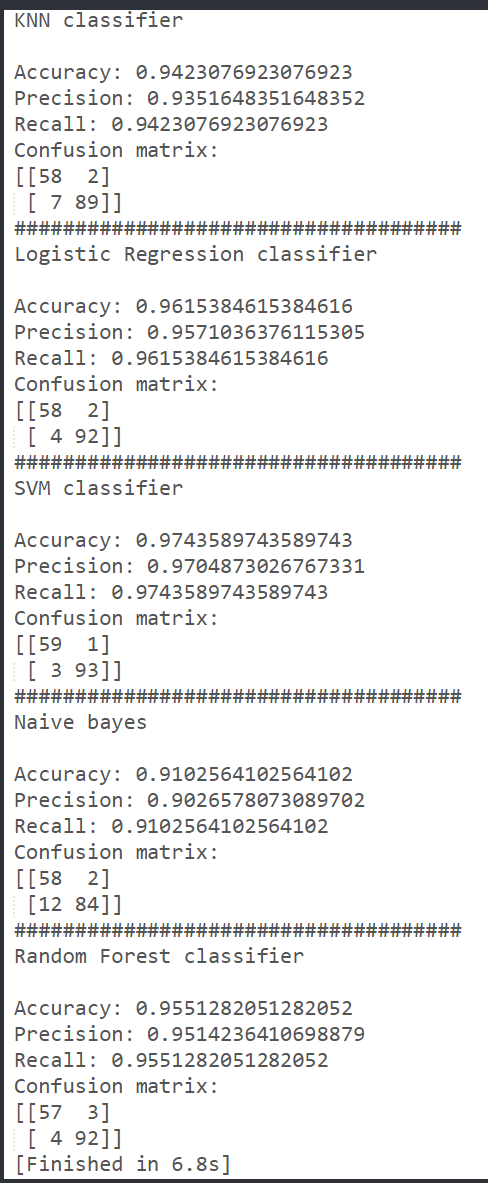 KNN classifier
Accuracy: 0.9423076923076923
Precision: 0.9351648351648352
Recall: 0.9423076923076923
Confusion matrix:
[[58  2]
 [ 7 89]]
#####################################
Logistic Regression classifier
Accuracy: 0.9615384615384616
Precision: 0.9571036376115305
Recall: 0.9615384615384616
Confusion matrix:
[[58  2]
 [ 4 92]]
#####################################
SVM classifier
Accuracy: 0.9743589743589743
Precision: 0.9704873026767331
Recall: 0.9743589743589743
Confusion matrix:
[[59  1]
 [ 3 93]]
#####################################
Naive bayes
Accuracy: 0.9102564102564102
Precision: 0.9026578073089702
Recall: 0.9102564102564102
Confusion matrix:
[[58  2]
 [12 84]]
#####################################
Random Forest classifier
Accuracy: 0.9551282051282052
Precision: 0.9514236410698879
Recall: 0.9551282051282052
Confusion matrix:
[[57  3]
 [ 4 92]]
[Finished in 6.8s]